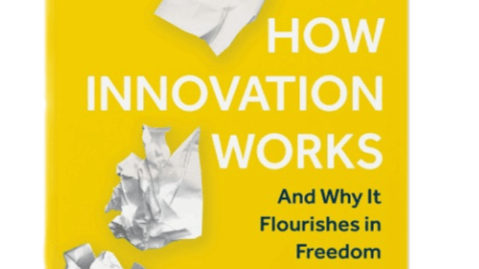 HOW
INNOVATION
WORKS
And Why It
Flourishes in
Freedom